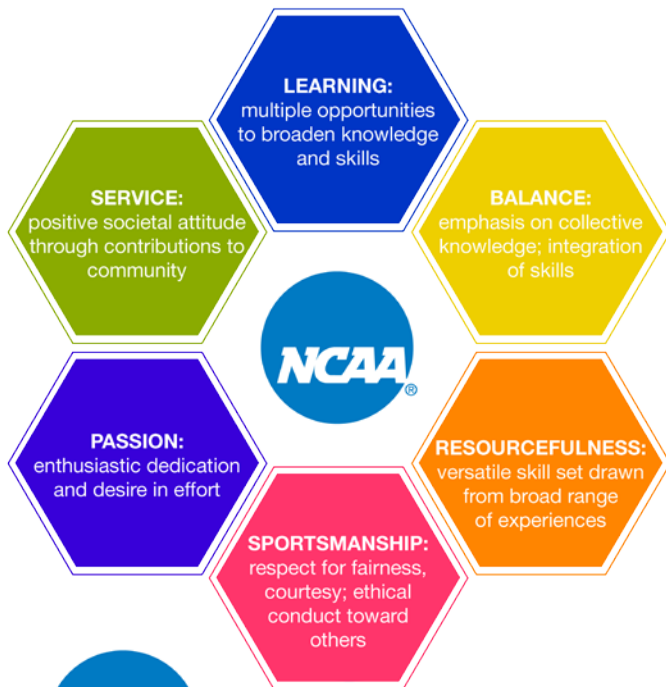 LEARNING:
multiple opportunities
to broaden knowledge
and skills
SERVICE:
positive societal attitude
through contributions to
community
BALANCE:
emphasis on collective
knowledge; integration
of skills
NCAA®
PASSION:
enthusiastic dedication
and desire in effort
RESOURCEFULNESS:
versatile skill set drawn
from broad range
of experiences
SPORTSMANSHIP:
respect for fairness,
courtesy; ethical
conduct toward
others